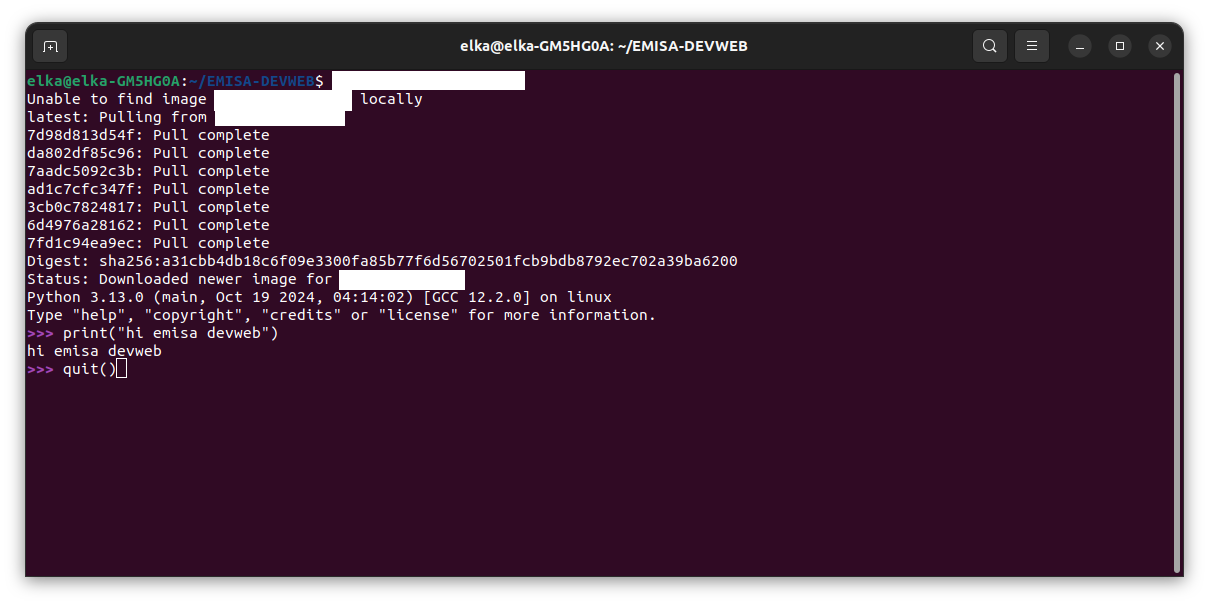 elka@elka-GM5HG0A: ~/EMISA-DEVWEB
elka@elka-GM5HG0A:~/EMISA-DEVWEB$
Unable to find image locally
latest: Pulling from
7d98d813d54f: Pull complete
da802df85c96: Pull complete
7aadc5092c3b: Pull complete
ad1c7cfc347f: Pull complete
3cb0c7824817: Pull complete
6d4976a28162: Pull complete
7fd1c94ea9ec: Pull complete
Digest: sha256:a31cbb4db18c6f09e3300fa85b77f6d56702501fcb9bdb8792ec702a39ba6200
Status: Downloaded newer image for
Python 3.13.0 (main, Oct 19 2024, 04:14:02) [GCC 12.2.0] on linux
Type "help", "copyright", "credits" or "license" for more information.
>>> print("hi emisa devweb")
hi emisa devweb
>>> quit()